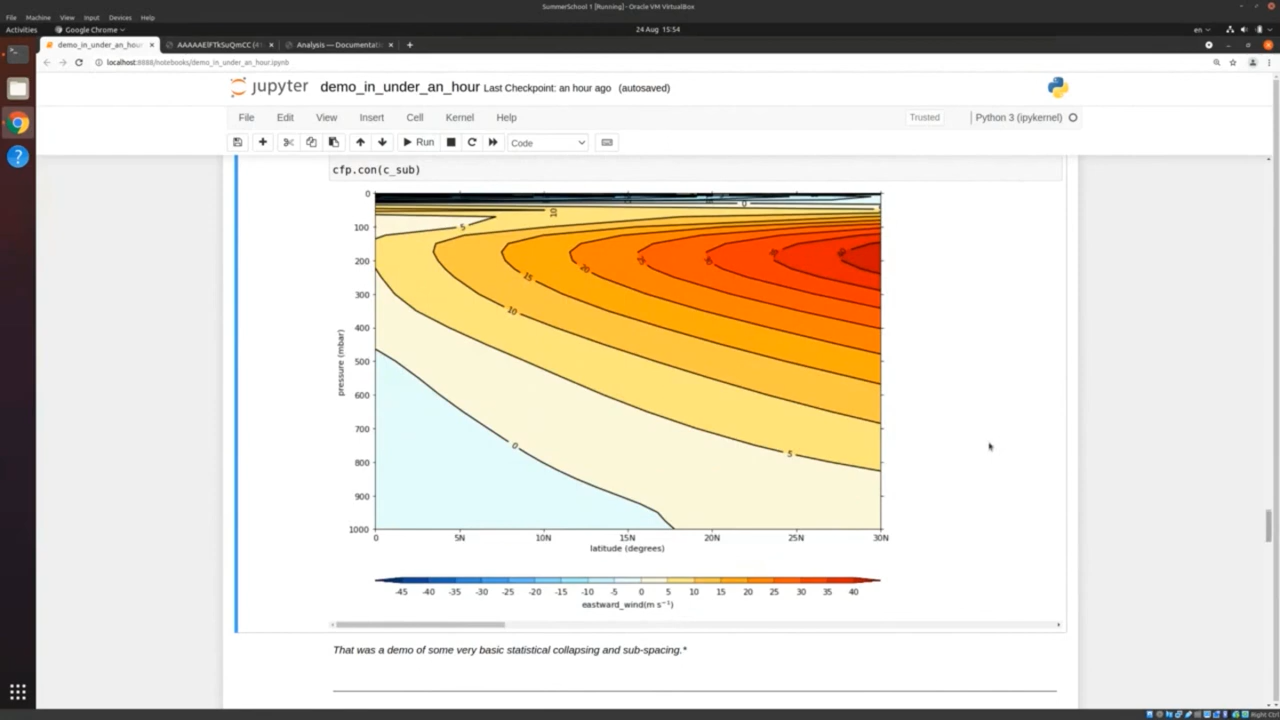 SummerSchool 1 [Running] - Oracle VM VirtualBox
File Machine View Input Devices Help
Activities Google Chrome 24 Aug 15:54 en
demo_in_under_an_hour Analysis — Documentat
localhost:8888/notebooks/demo_in_under_an_hour.ipynb
jupyter demo_in_under_an_hour Last Checkpoint: an hour ago (autosaved)
File Edit View Insert Cell Kernel Help Trusted Python 3 (ipykernel)
Run Code
cfp.con(c_sub)
0
100
200
300
400
500
600
700
800
900
1000
pressure (mbar)
0
10
5
15
20
10
0
5
0 5N 10N 15N 20N 25N 30N
latitude (degrees)
-45 -40 -35 -30 -25 -20 -15 -10 -5 0 5 10 15 20 25 30 35 40
eastward_wind(m s⁻¹)
That was a demo of some very basic statistical collapsing and sub-spacing.*
Right Ctrl